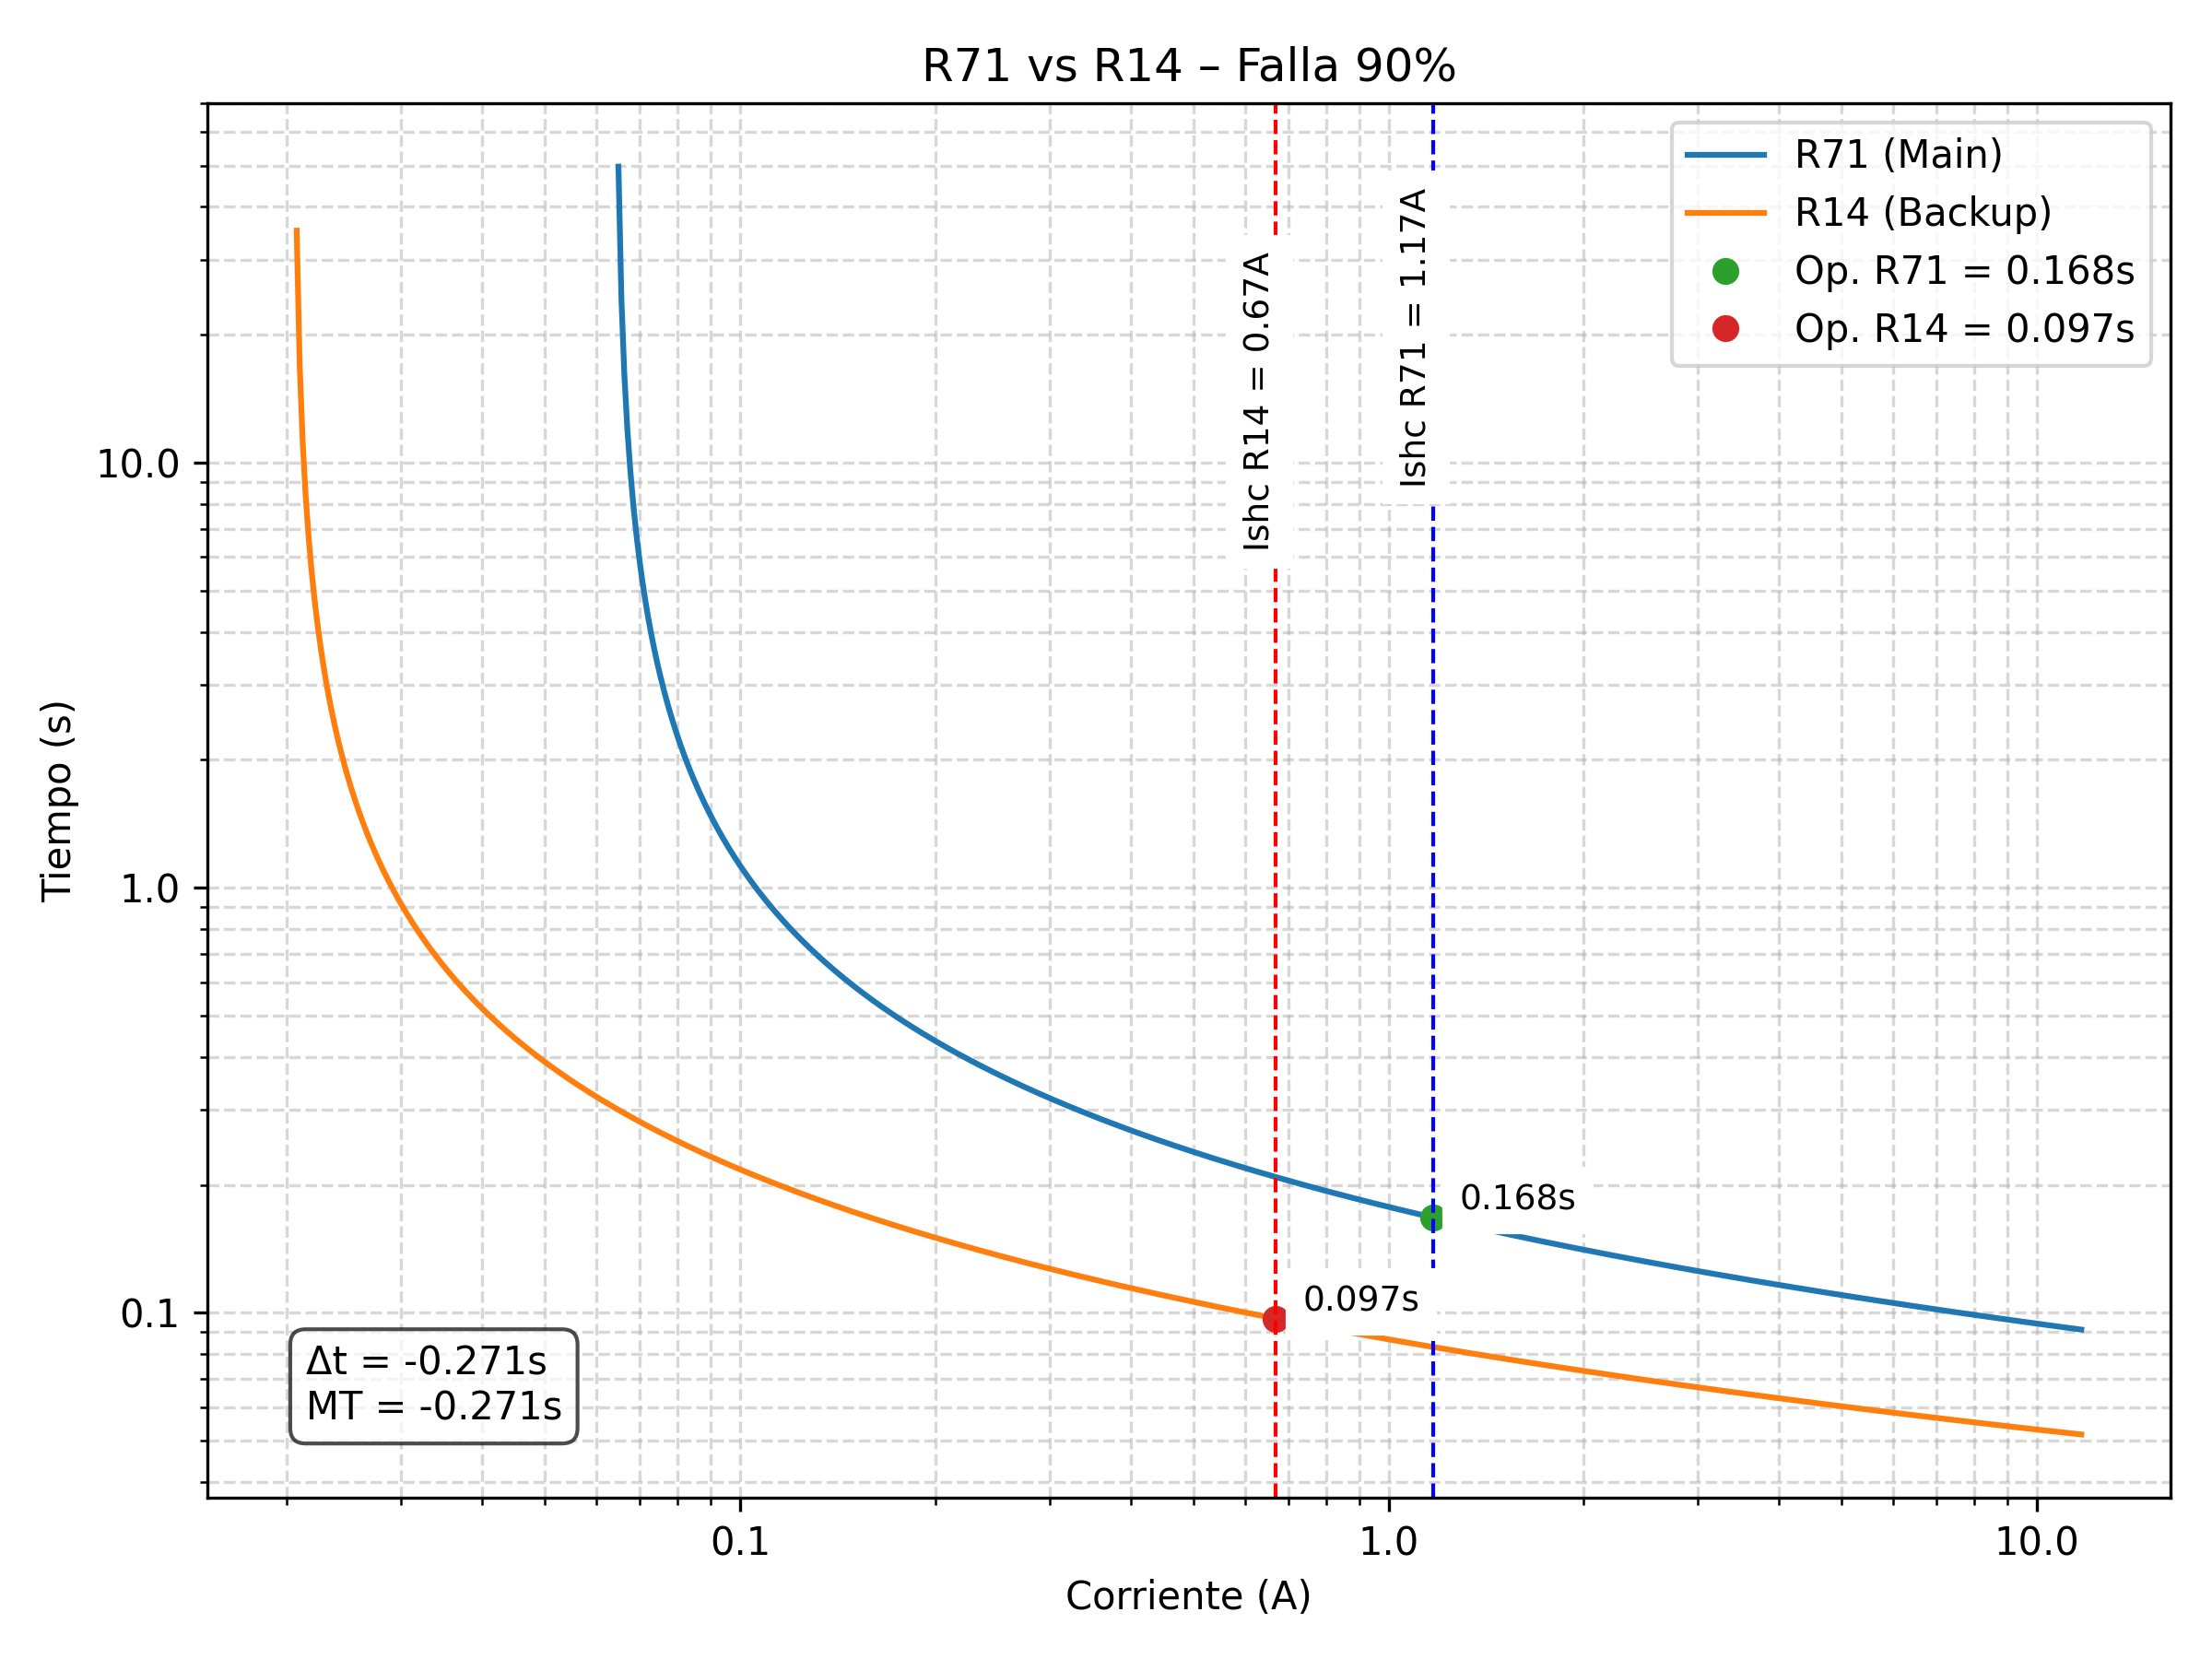 R71 vs R14 – Falla 90%
R71 (Main)
R14 (Backup)
Op. R71 = 0.168s
Op. R14 = 0.097s
Ishc R14 = 0.67A
Ishc R71 = 1.17A
10.0
1.0
0.1
Tiempo (s)
0.168s
0.097s
Δt = -0.271s
MT = -0.271s
0.1
1.0
10.0
Corriente (A)